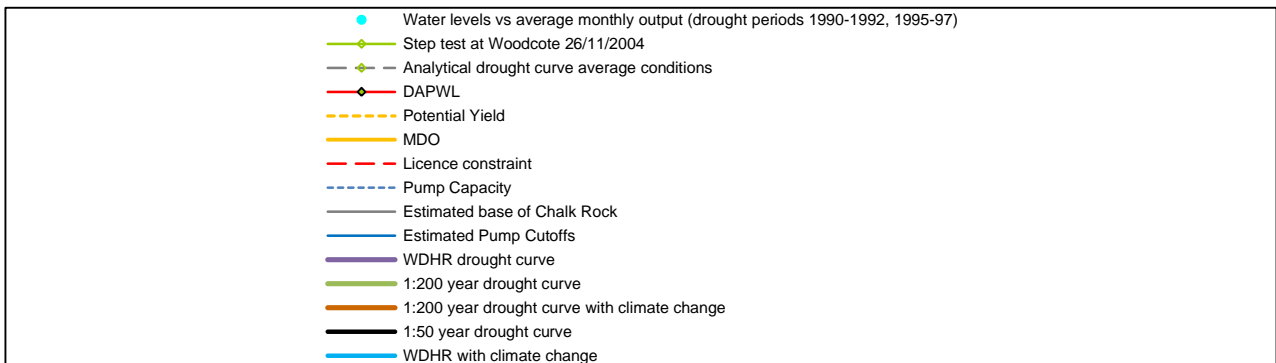 Water levels vs average monthly output (drought periods 1990-1992, 1995-97)
Step test at Woodcote 26/11/2004
Analytical drought curve average conditions
DAPWL
Potential Yield
MDO
Licence constraint
Pump Capacity
Estimated base of Chalk Rock
Estimated Pump Cutoffs
WDHR drought curve
1:200 year drought curve
1:200 year drought curve with climate change
1:50 year drought curve
WDHR with climate change